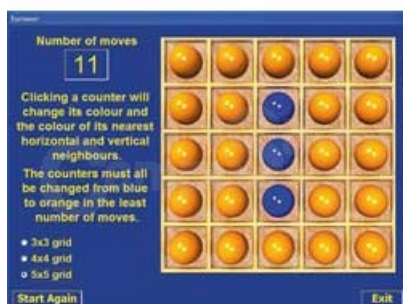 Number of moves
11
Clicking a counter will
change its colour and
the colour of its nearest
horizontal and vertical
neighbours.
The counters must all
be changed from blue
to orange in the least
number of moves.
3x3 grid
4x4 grid
5x5 grid
Start Again
Exit